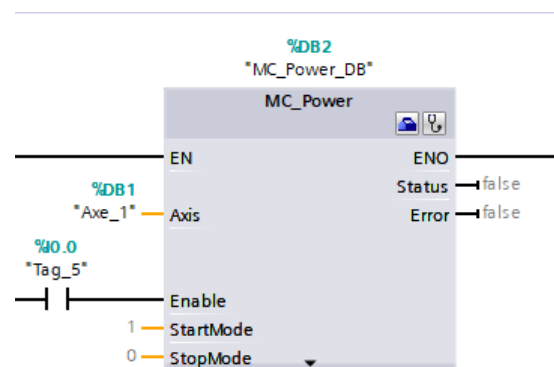 %DB2
"MC_Power_DB"
MC_Power
EN
ENO
%DB1
Status
false
"Axe_1"
Axis
Error
false
%I0.0
"Tag_5"
Enable
1
StartMode
0
StopMode